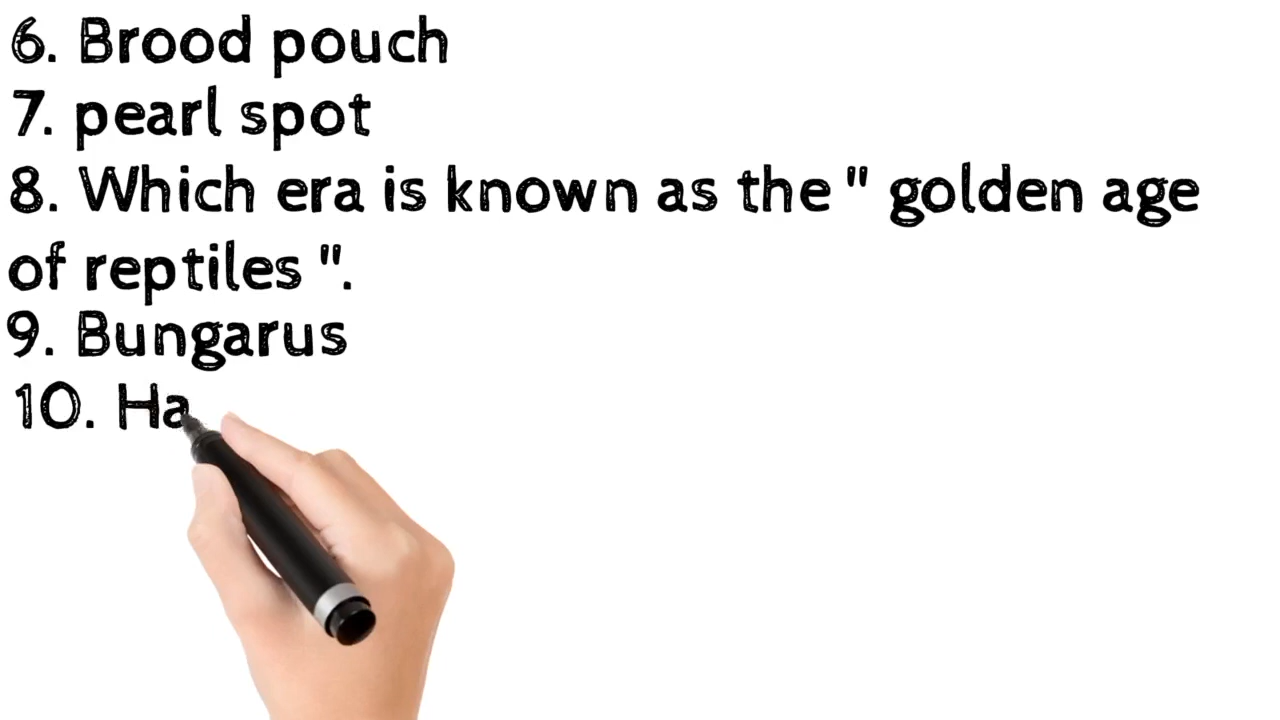 6. Brood pouch
7. pearl spot
8. Which era is known as the " golden age
of reptiles ".
9. Bungarus
10. Ha